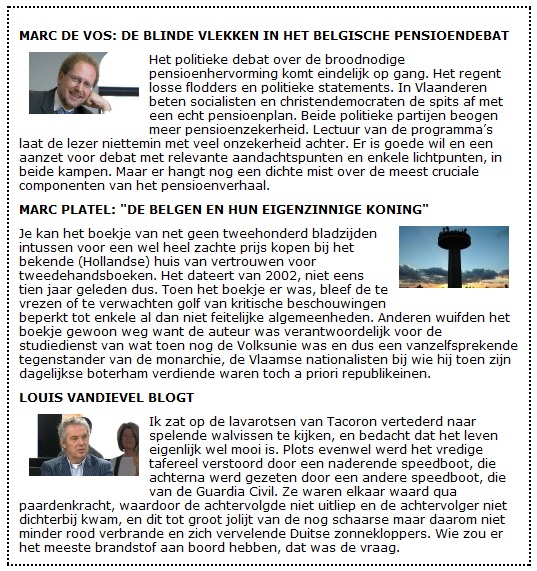 MARC DE VOS: DE BLINDE VLEKKEN IN HET BELGISCHE PENSIOENDEBAT
Het politieke debat over de broodnodige
pensioenhervorming komt eindelijk op gang. Het regent
losse flodders en politieke statements. In Vlaanderen
beten socialisten en christendemocraten de spits af met
een echt pensioenplan. Beide politieke partijen beogen
meer pensioenzekerheid. Lectuur van de programma´s
laat de lezer niettemin met veel onzekerheid achter. Er is goede wil en een
aanzet voor debat met relevante aandachtspunten en enkele lichtpunten, in
beide kampen. Maar er hangt nog een dichte mist over de meest cruciale
componenten van het pensioenverhaal.
MARC PLATEL: "DE BELGEN EN HUN EIGENZINNIGE KONING"
Je kan het boekje van net geen tweehonderd bladzijden
intussen voor een wel heel zachte prijs kopen bij het
bekende (Hollandse) huis van vertrouwen voor
tweedehandsboeken. Het dateert van 2002, niet eens
tien jaar geleden dus. Toen het boekje er was, bleef de te
vrezen of te verwachten golf van kritische beschouwingen
beperkt tot enkele al dan niet feitelijke algemeenheden. Anderen wuifden het
boekje gewoon weg want de auteur was verantwoordelijk voor de
studiedienst van wat toen nog de Volksunie was en dus een vanzelfsprekende
tegenstander van de monarchie, de Vlaamse nationalisten bij wie hij toen zijn
dagelijkse boterham verdiende waren toch a priori republikeinen.
LOUIS VANDIEVEL BLOGT
Ik zat op de lavarotsen van Tacoron vertederd naar
spelende walvissen te kijken, en bedacht dat het leven
eigenlijk wel mooi is. Plots evenwel werd het vredige
tafereel verstoord door een naderende speedboot, die
achterna werd gezeten door een andere speedboot, die
van de Guardia Civil. Ze waren elkaar waard qua
paardenkracht, waardoor de achtervolgde niet uitliep en de achtervolger niet
dichterbij kwam, en dit tot groot jolijt van de nog schaarse maar daarom niet
minder rood verbrande en zich vervelende Duitse zonnekloppers. Wie zou er
het meeste brandstof aan boord hebben, dat was de vraag.